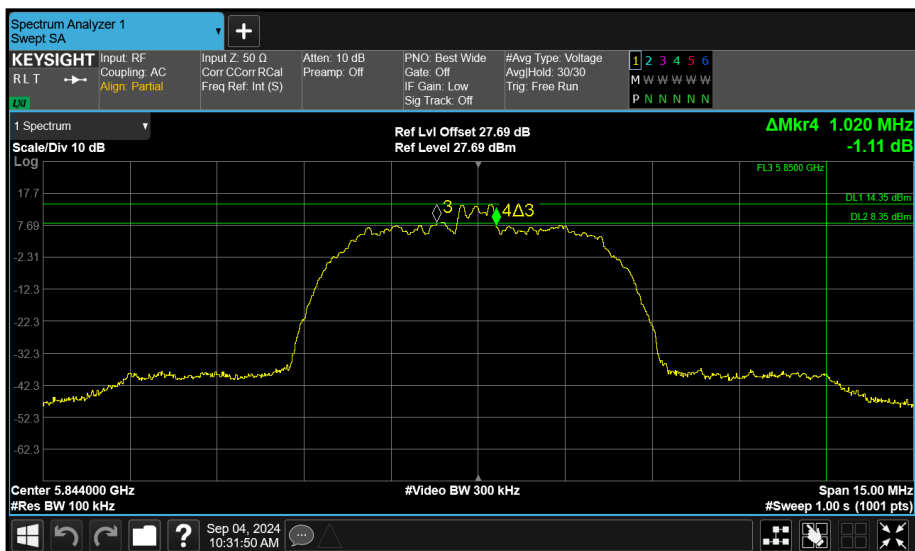 Spectrum Analyzer 1
Swept SA
KEYSIGHT
R L T
LXI
Input: RF
Coupling: AC
Align: Partial
Input Z: 50 Ω
Corr CCorr RCal
Freq Ref: Int (S)
Atten: 10 dB
Preamp: Off
PNO: Best Wide
Gate: Off
IF Gain: Low
Sig Track: Off
#Avg Type: Voltage
Avg|Hold: 30/30
Trig: Free Run
1 2 3 4 5 6
M W W W W W
P N N N N N
1 Spectrum
Scale/Div 10 dB
Ref Lvl Offset 27.69 dB
Ref Level 27.69 dBm
ΔMkr4 1.020 MHz
-1.11 dB
Log
FL3 5.8500 GHz
17.7
DL1 14.35 dBm
3
4Δ3
DL2 8.35 dBm
7.69
-2.31
-12.3
-22.3
-32.3
-42.3
-52.3
-62.3
Center 5.844000 GHz
#Video BW 300 kHz
Span 15.00 MHz
#Res BW 100 kHz
#Sweep 1.00 s (1001 pts)
?
Sep 04, 2024
10:31:50 AM